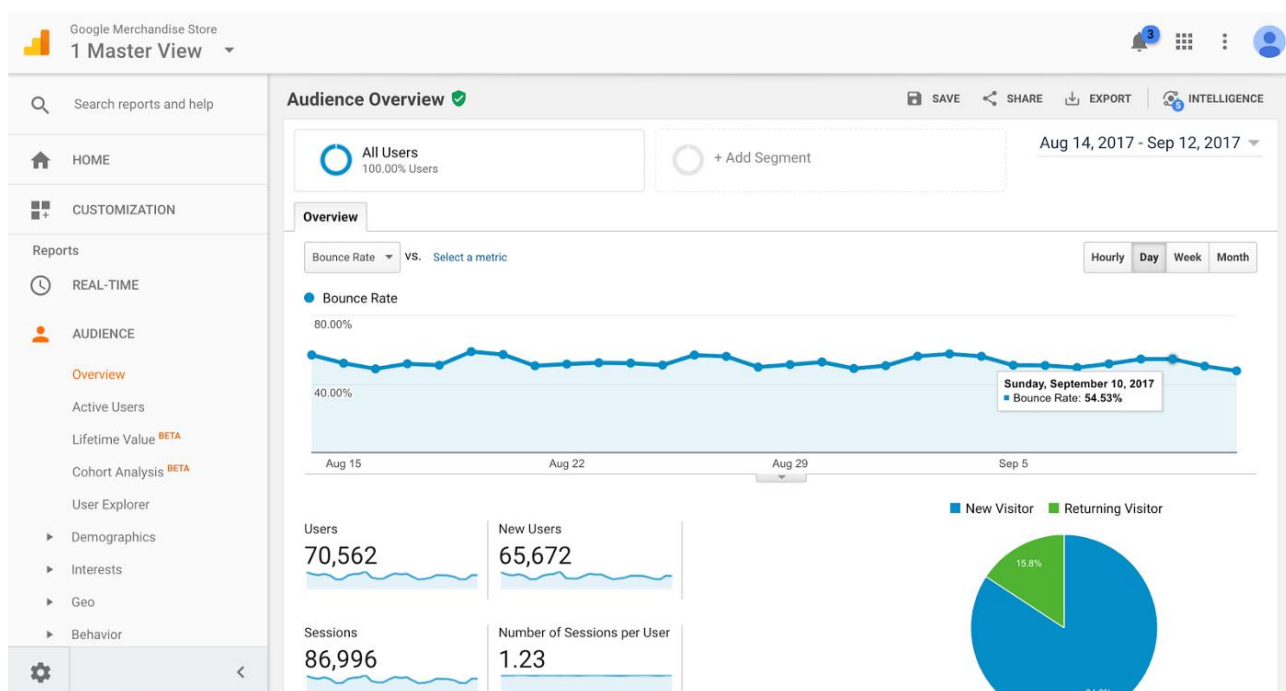 Google Merchandise Store
1 Master View
3
Search reports and help
HOME
CUSTOMIZATION
Reports
REAL-TIME
AUDIENCE
Overview
Active Users
Lifetime Value BETA
Cohort Analysis BETA
User Explorer
Demographics
Interests
Geo
Behavior
Audience Overview
SAVE SHARE EXPORT 5 INTELLIGENCE
All Users
100.00% Users
+ Add Segment
Aug 14, 2017 - Sep 12, 2017
Overview
Bounce Rate VS. Select a metric
Hourly Day Week Month
Bounce Rate
80.00%
40.00%
Sunday, September 10, 2017
Bounce Rate: 54.53%
Aug 15 Aug 22 Aug 29 Sep 5
New Visitor Returning Visitor
Users
70,562
New Users
65,672
Sessions
86,996
Number of Sessions per User
1.23
15.8%